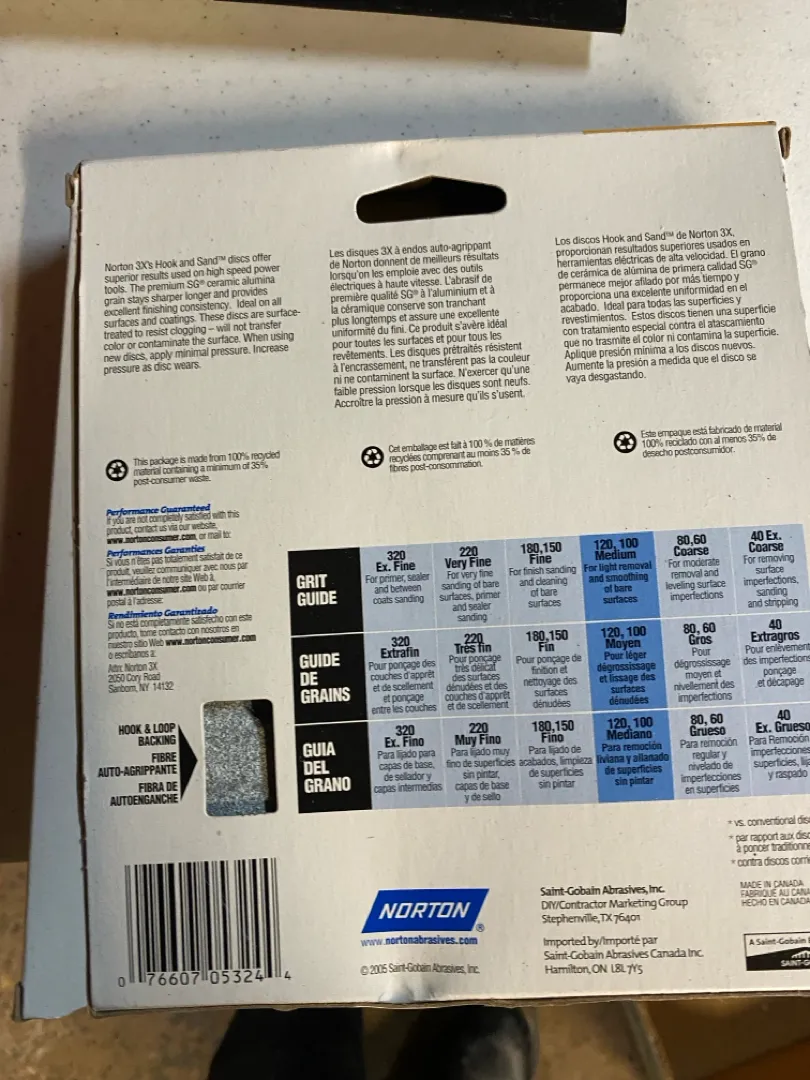 Norton 3X's Hook and Sand™ discs offer
superior results used on high speed power
tools. The premium SG® ceramic alumina
grain stays sharper longer and provides
excellent finishing consistency. Ideal on all
surfaces and coatings. These discs are surface-
treated to resist clogging – will not transfer
color or contaminate the surface. When using
new discs, apply minimal pressure. Increase
pressure as disc wears.
Les disques 3X à endos auto-agrippant
de Norton donnent de meilleurs résultats
lorsqu'on les emploie avec des outils
électriques à haute vitesse. L'abrasif de
première qualité SG® à l'aluminium et à
la céramique conserve son tranchant
plus longtemps et assure une excellente
uniformité du fini. Ce produit s'avère idéal
pour toutes les surfaces et pour tous les
revêtements. Les disques prétraités résistent
à l'encrassement, ne transfèrent pas la couleur
ni ne contaminent la surface. N'exercer qu'une
faible pression lorsque les disques sont neufs.
Accroître la pression à mesure qu'ils s'usent.
Los discos Hook and Sand™ de Norton 3X,
proporcionan resultados superiores usados en
herramientas eléctricas de alta velocidad. El grano
de cerámica de alúmina de primera calidad SG®
permanece mejor afilado por más tiempo y
proporciona una excelente uniformidad en el
acabado. Ideal para todas las superficies y
revestimientos. Estos discos tienen una superficie
con tratamiento especial contra el atascamiento
que no trasmite el color ni contamina la superficie.
Aplique presión mínima a los discos nuevos.
Aumente la presión a medida que el disco se
vaya desgastando.
This package is made from 100% recycled
material containing a minimum of 35%
post-consumer waste.
Cet emballage est fait à 100 % de matières
recyclées comprenant au moins 35 % de
fibres post-consommation.
Este empaque está fabricado de material
100% reciclado con al menos 35% de
desecho postconsumidor.
Performance Guaranteed
If you are not completely satisfied with this
product, contact us via our website,
www.nortonconsumer.com, or mail to:
Performances Garanties
Si vous n'êtes pas totalement satisfait de ce
produit, veuillez communiquer avec nous par
l'intermédiaire de notre site Web à,
www.nortonconsumer.com ou par courrier
postal à l'adresse:
Rendimiento Garantizado
Si no está completamente satisfecho con este
producto, tome contacto con nosotros en
nuestro sitio Web www.nortonconsumer.com
o escríbanos a:
Attn: Norton 3X
2050 Cory Road
Sanborn, NY 14132
HOOK & LOOP
BACKING
FIBRE
AUTO-AGRIPPANTE
FIBRA DE
AUTOENGANCHE
GRIT
GUIDE
320
Ex. Fine
For primer, sealer
and between
coats sanding
220
Very Fine
For very fine
sanding of bare
surfaces, primer
and sealer
sanding
180,150
Fine
For finish sanding
and cleaning
of bare
surfaces
120, 100
Medium
For light removal
and smoothing
of bare
surfaces
80,60
Coarse
For moderate
removal and
leveling surface
imperfections
40 Ex.
Coarse
For removing
surface
imperfections,
sanding
and stripping
GUIDE
DE
GRAINS
320
Extrafin
Pour ponçage des
couches d'apprêt
et de scellement
et ponçage
entre les couches
220
Très fin
Pour ponçage
très délicat
des surfaces
dénudées et des
couches d'apprêt
et de scellement
180,150
Fin
Pour ponçage de
finition et
nettoyage des
surfaces
dénudées
120, 100
Moyen
Pour léger
dégrossissage
et lissage des
surfaces
dénudées
80, 60
Gros
Pour
dégrossissage
moyen et
nivellement des
imperfections
40
Extragros
Pour enlèvement
des imperfections
ponçage
et décapage
GUIA
DEL
GRANO
320
Ex. Fino
Para lijado para
capas de base,
de sellador y
capas intermedias
220
Muy Fino
Para lijado muy
fino de superficies
sin pintar,
capas de base
y de sello
180,150
Fino
Para lijado de
acabados, limpieza
de superficies
sin pintar
120, 100
Mediano
Para remoción
liviana y allanado
de superficies
sin pintar
80, 60
Grueso
Para remoción
regular y
nivelado de
imperfecciones
en superficies
40
Ex. Grueso
Para Remoción
imperfecciones
superficies, lij
y raspado
* vs. conventional dis
* par rapport aux disq
à poncer traditionne
* contra discos corri
0 76607 05324 4
NORTON®
www.nortonabrasives.com
© 2005 Saint-Gobain Abrasives, Inc.
Saint-Gobain Abrasives, Inc.
DIY/Contractor Marketing Group
Stephenville, TX 76401
Imported by/Importé par
Saint-Gobain Abrasives Canada Inc.
Hamilton, ON L8L 7Y5
MADE IN CANADA
FABRIQUÉ AU CANA
HECHO EN CANADA
A Saint-Gobain
SAINT-G